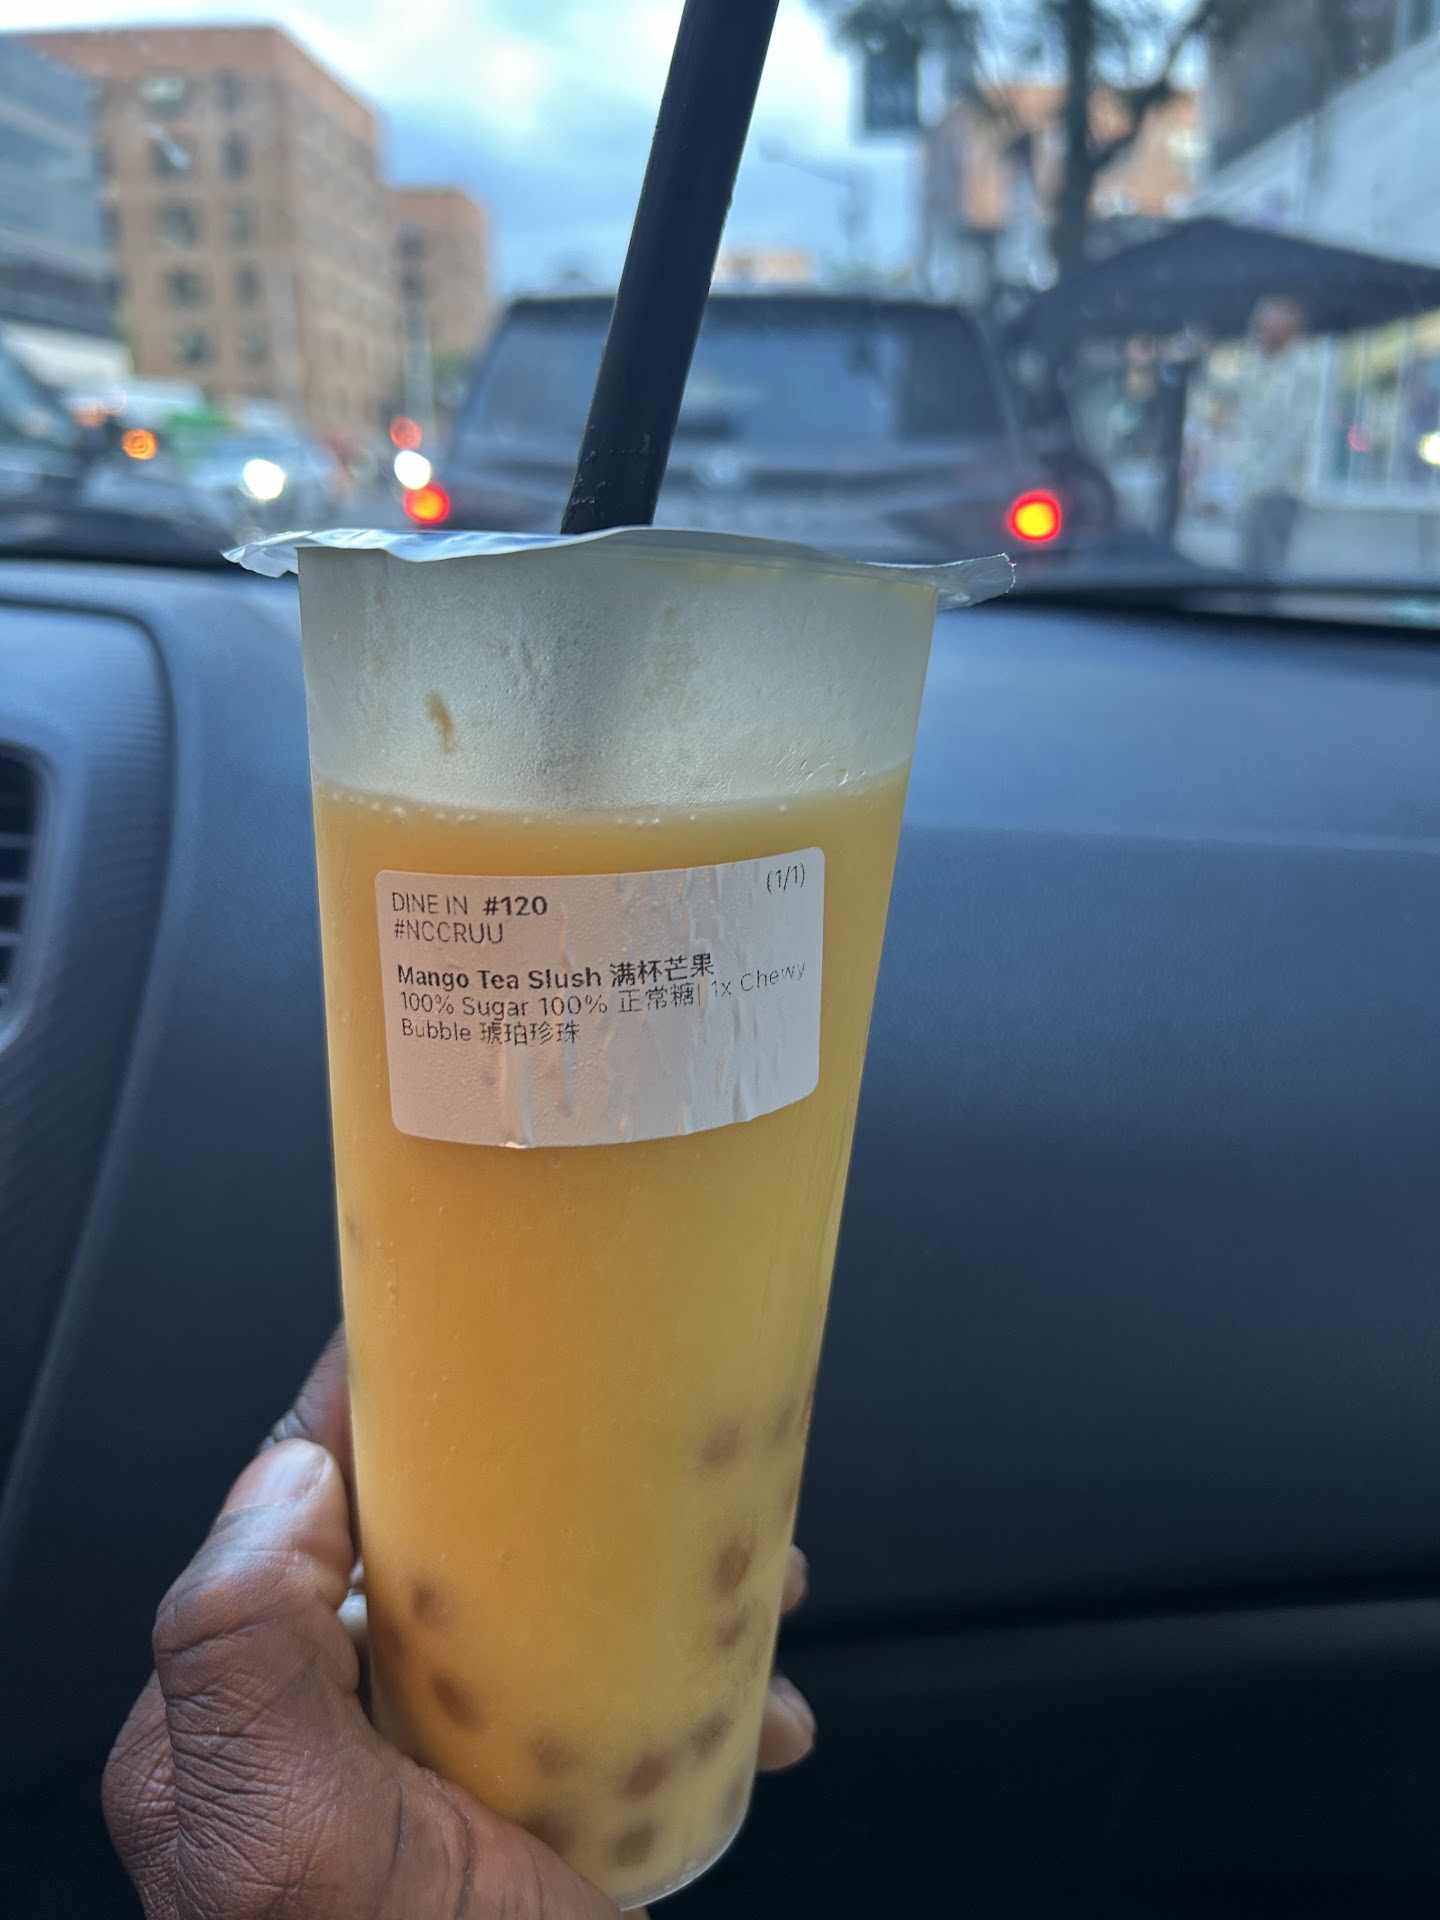 DINE IN #120 (1/1)
#NCCRUU
Mango Tea Slush 满杯芒果
100% Sugar 100% 正常糖| 1x Chewy
Bubble 琥珀珍珠